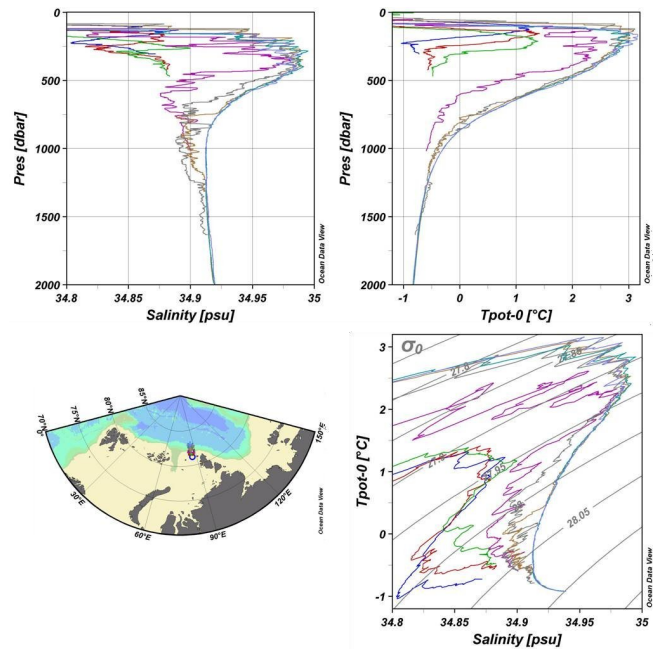 0
500
1000
1500
2000
Pres [dbar]
34.8
34.85
34.9
34.95
35
Salinity [psu]
Ocean Data View
0
500
1000
1500
2000
Pres [dbar]
-1
0
1
2
3
Tpot-0 [°C]
Ocean Data View
70°N
75°N
80°N
85°N
0°
30°E
60°E
90°E
120°E
150°E
Ocean Data View
σ0
3
2
1
0
-1
Tpot-0 [°C]
27.8
27.85
28.05
34.8
34.85
34.9
34.95
35
Salinity [psu]
Ocean Data View